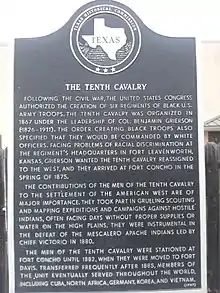 TEXAS HISTORICAL COMMISSION
TEXAS
THE TENTH CAVALRY
FOLLOWING THE CIVIL WAR, THE UNITED STATES CONGRESS
AUTHORIZED THE CREATION OF SIX REGIMENTS OF BLACK U.S.
ARMY TROOPS. THE TENTH CAVALRY WAS ORGANIZED IN
1867 UNDER THE LEADERSHIP OF COL. BENJAMIN GRIERSON
(1826-1911). THE ORDER CREATING BLACK TROOPS ALSO
SPECIFIED THAT THEY WOULD BE COMMANDED BY WHITE
OFFICERS. FACING PROBLEMS OF RACIAL DISCRIMINATION AT
THE REGIMENT'S HEADQUARTERS IN FORT LEAVENWORTH,
KANSAS, GRIERSON WANTED THE TENTH CAVALRY REASSIGNED
TO THE WEST, AND THEY ARRIVED AT FORT CONCHO IN THE
SPRING OF 1875.
THE CONTRIBUTIONS OF THE MEN OF THE TENTH CAVALRY
TO THE SETTLEMENT OF THE AMERICAN WEST ARE OF
MAJOR IMPORTANCE. THEY TOOK PART IN GRUELING SCOUTING
AND MAPPING EXPEDITIONS AND CAMPAIGNS AGAINST HOSTILE
INDIANS, OFTEN PACING DAYS WITHOUT PROPER SUPPLIES OR
WATER ON THE HIGH PLAINS. THEY WERE INSTRUMENTAL IN
THE DEFEAT OF THE MESCALERO APACHE INDIANS LED BY
CHIEF VICTORIO IN 1880.
THE MEN OF THE TENTH CAVALRY WERE STATIONED AT
FORT CONCHO UNTIL 1882, WHEN THEY WERE MOVED TO FORT
DAVIS. TRANSFERRED FREQUENTLY AFTER 1885, MEMBERS OF
THE UNIT EVENTUALLY SERVED THROUGHOUT THE WORLD,
INCLUDING CUBA, NORTH AFRICA, GERMANY, KOREA, AND VIETNAM.